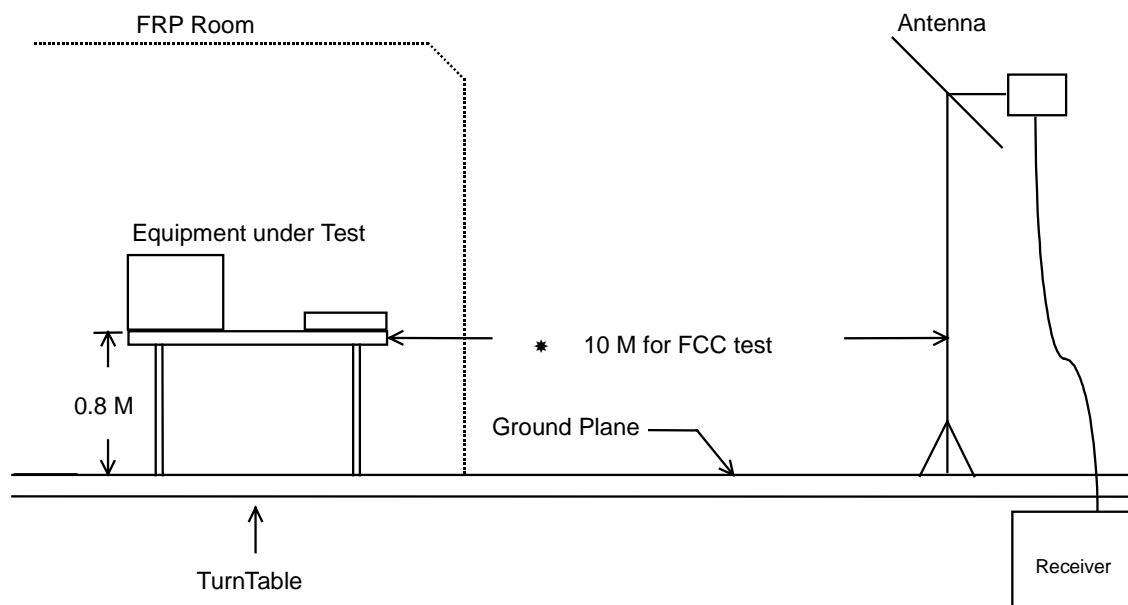 FRP Room
Antenna
Equipment under Test
* 10 M for FCC test
0.8 M
Ground Plane
TurnTable
Receiver